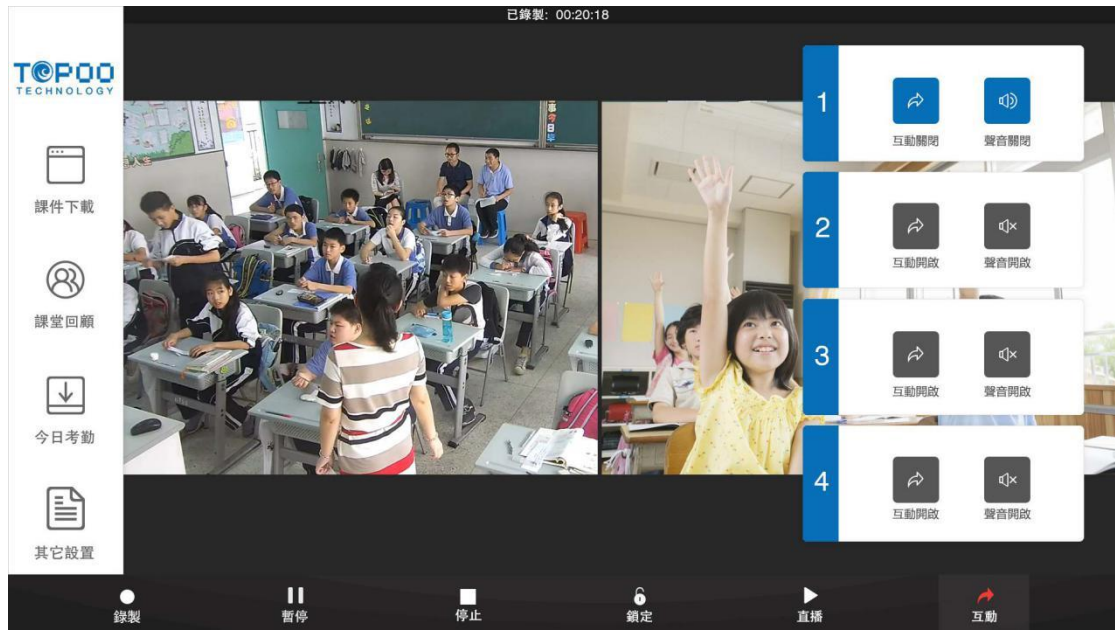 已錄製: 00:20:18
TOPOO
TECHNOLOGY
課件下載
課堂回顧
今日考勤
其它設置
1
互動關閉
聲音關閉
2
互動開啟
聲音開啟
3
互動開啟
聲音開啟
4
互動開啟
聲音開啟
錄製
暫停
停止
鎖定
直播
互動